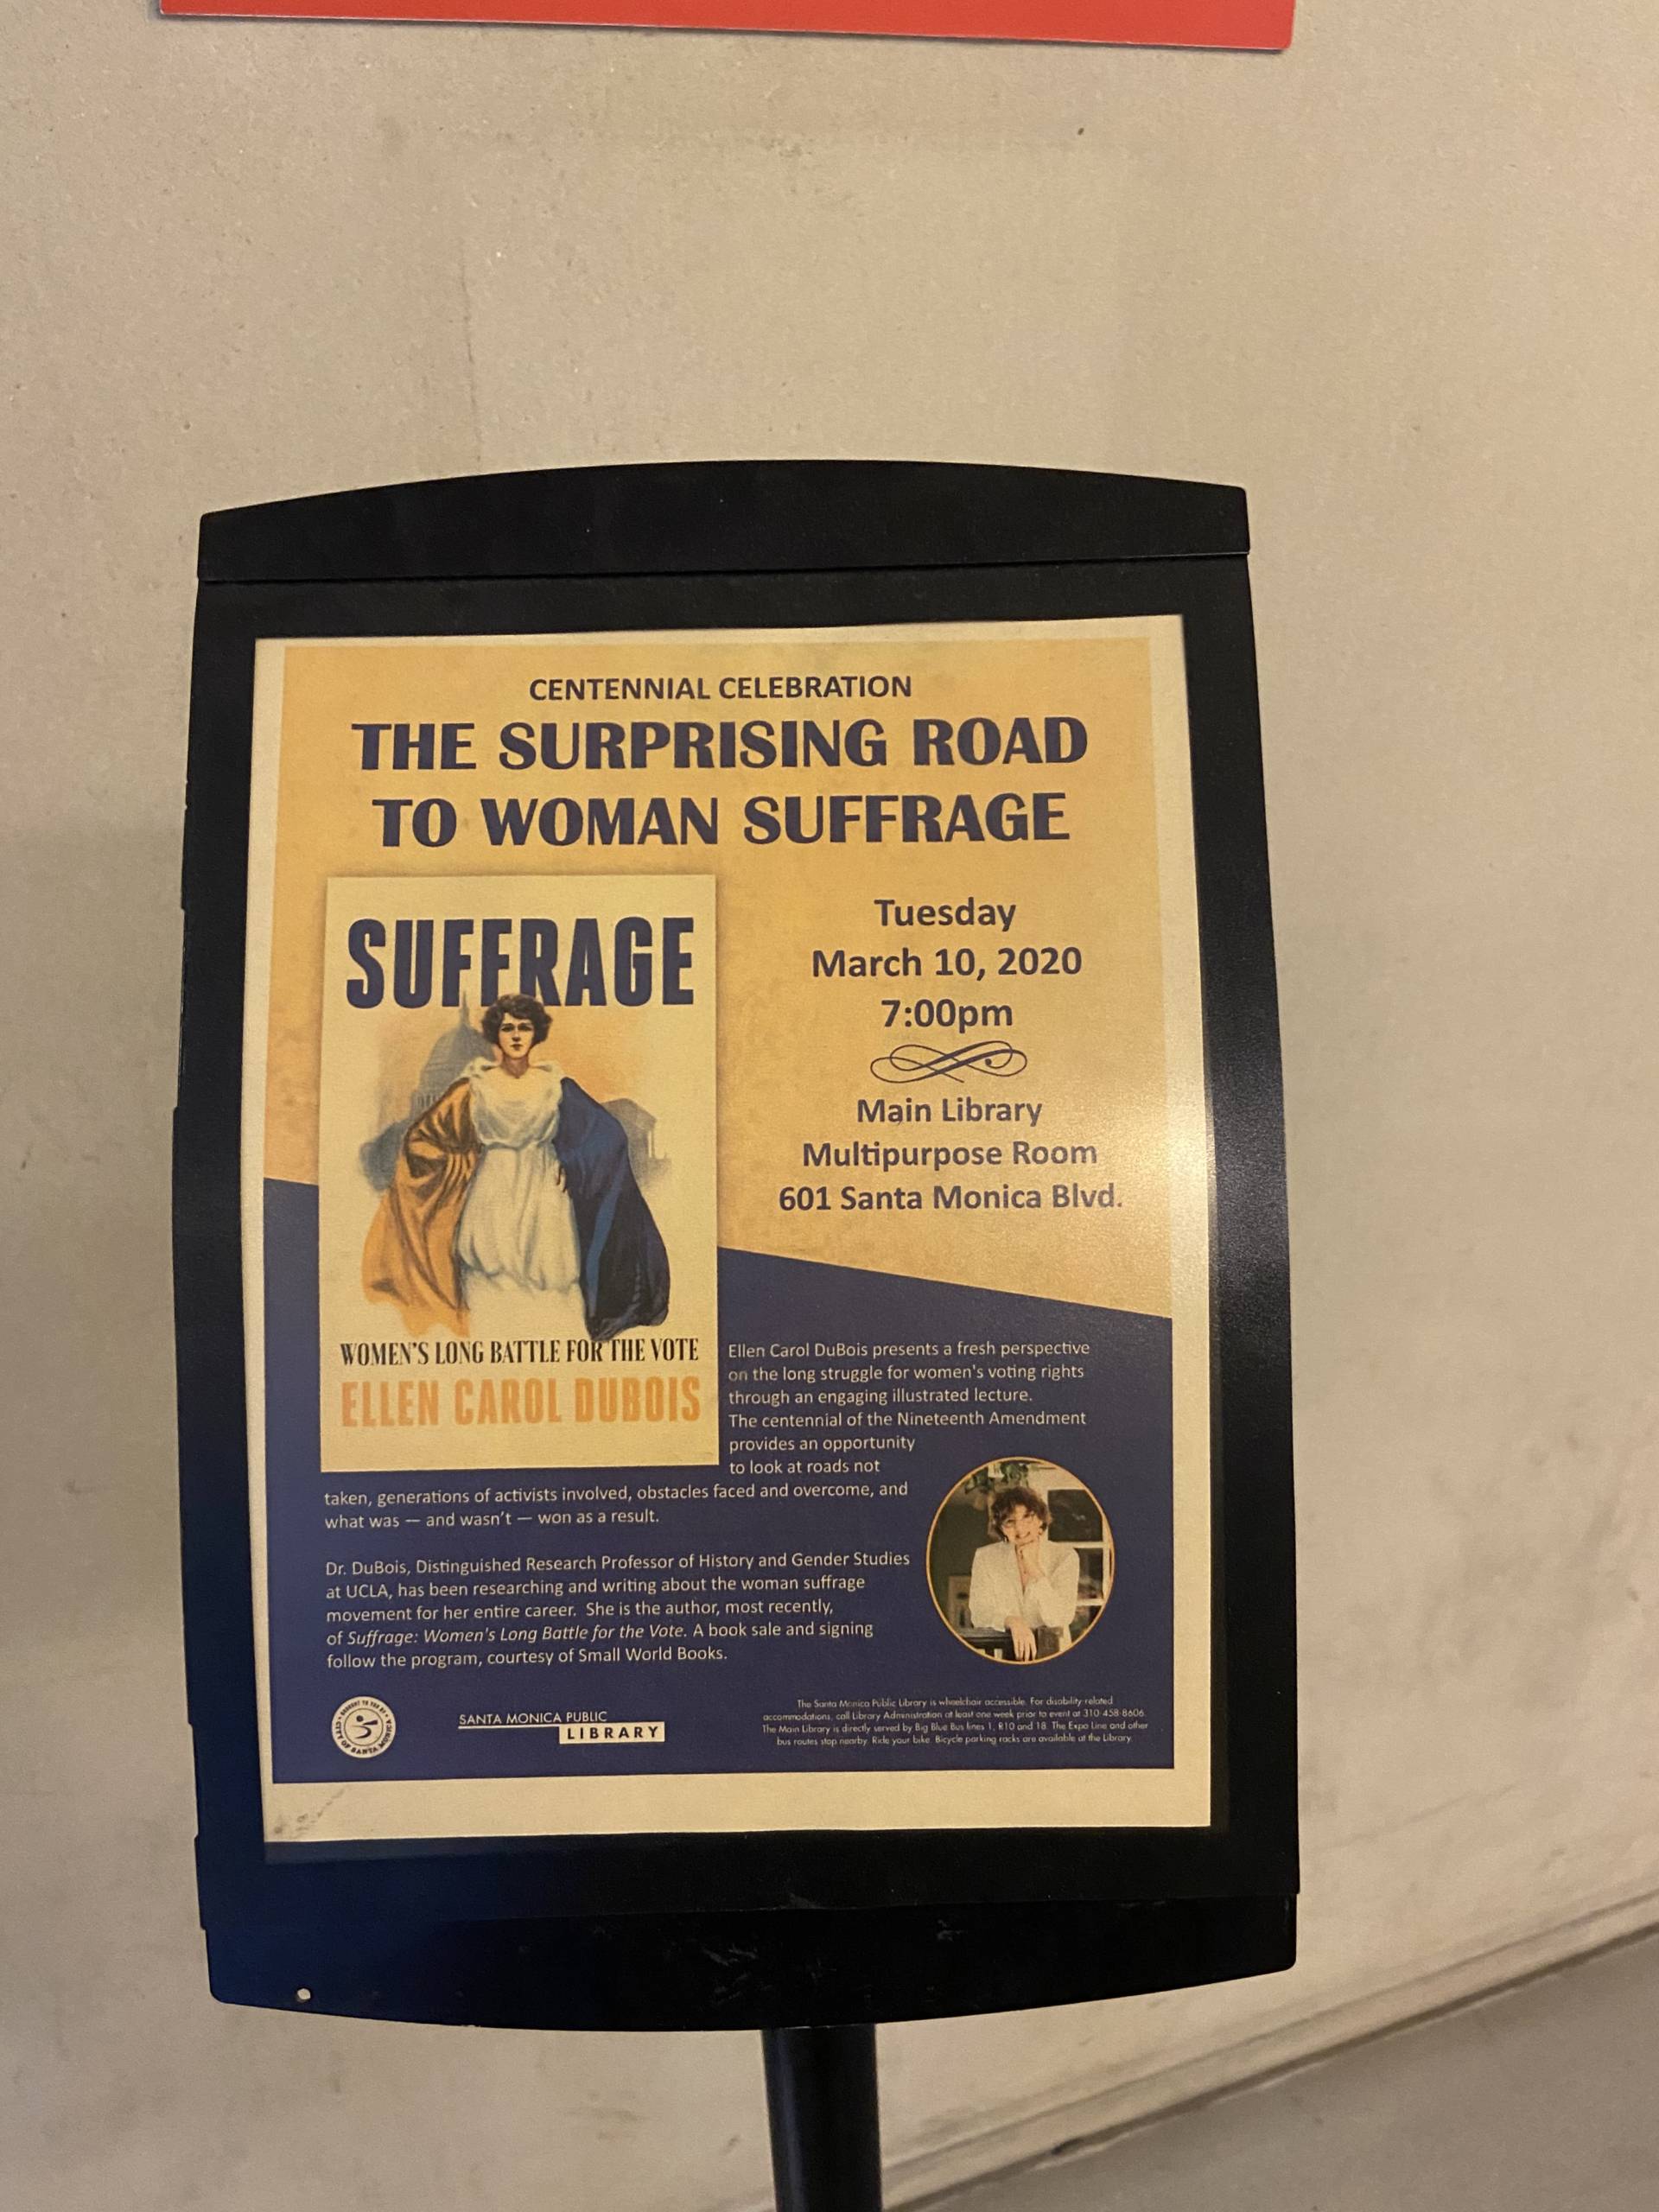 CENTENNIAL CELEBRATION
THE SURPRISING ROAD
TO WOMAN SUFFRAGE
SUFFRAGE
WOMEN'S LONG BATTLE FOR THE VOTE
ELLEN CAROL DUBOIS
Tuesday
March 10, 2020
7:00pm
Main Library
Multipurpose Room
601 Santa Monica Blvd.
Ellen Carol DuBois presents a fresh perspective
on the long struggle for women's voting rights
through an engaging illustrated lecture.
The centennial of the Nineteenth Amendment
provides an opportunity
to look at roads not
taken, generations of activists involved, obstacles faced and overcome, and
what was — and wasn't — won as a result.
Dr. DuBois, Distinguished Research Professor of History and Gender Studies
at UCLA, has been researching and writing about the woman suffrage
movement for her entire career. She is the author, most recently,
of Suffrage: Women's Long Battle for the Vote. A book sale and signing
follow the program, courtesy of Small World Books.
BROUGHT TO YOU BY
CITY OF SANTA MONICA
SANTA MONICA PUBLIC
LIBRARY
The Santa Monica Public Library is wheelchair accessible. For disability-related
accommodations, call Library Administration at least one week prior to event at 310-458-8606.
The Main Library is directly served by Big Blue Bus lines 1, R10 and 18. The Expo Line and other
bus routes stop nearby. Ride your bike. Bicycle parking racks are available at the Library.